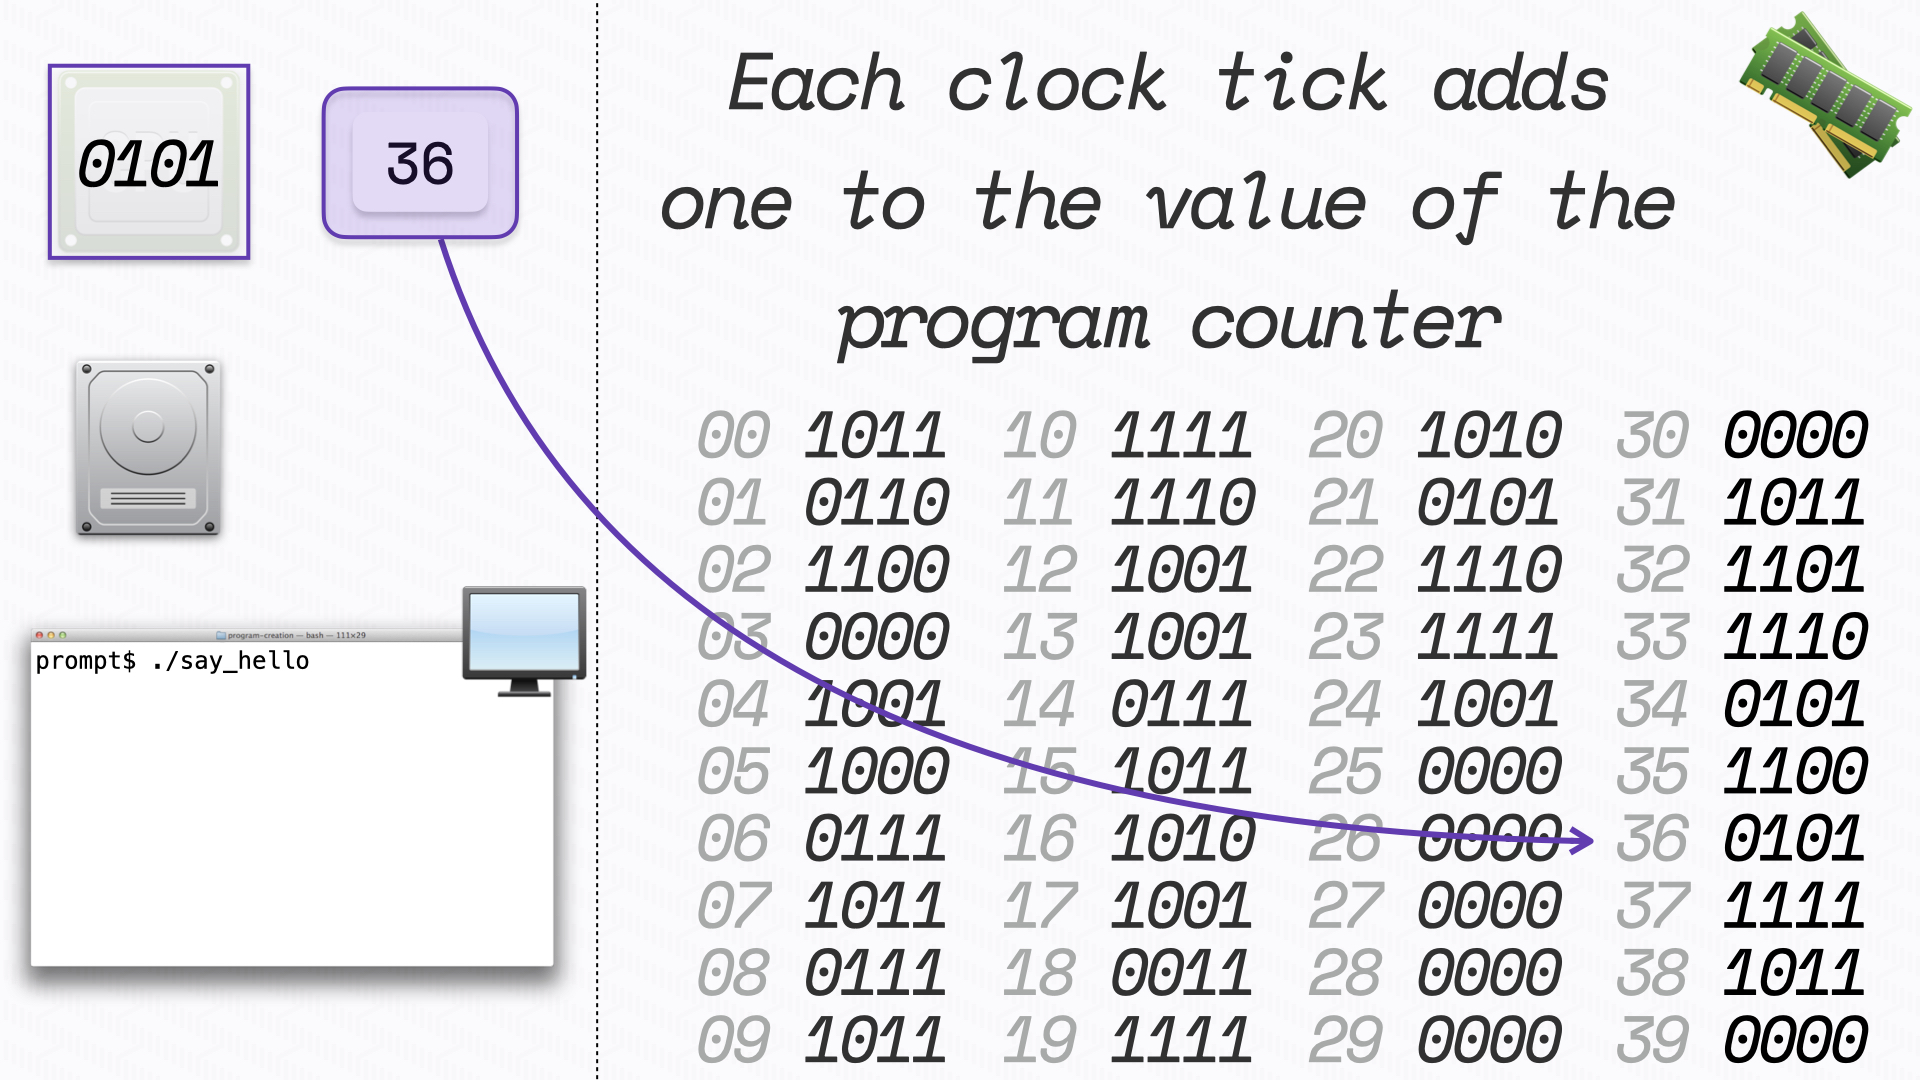 Each clock tick adds
one to the value of the
program counter
0101
36
program-creation — bash — 111×29
prompt$ ./say_hello
00 1011 10 1111 20 1010 30 0000
01 0110 11 1110 21 0101 31 1011
02 1100 12 1001 22 1110 32 1101
03 0000 13 1001 23 1111 33 1110
04 1001 14 0111 24 1001 34 0101
05 1000 15 1011 25 0000 35 1100
06 0111 16 1010 26 0000 36 0101
07 1011 17 1001 27 0000 37 1111
08 0111 18 0011 28 0000 38 1011
09 1011 19 1111 29 0000 39 0000